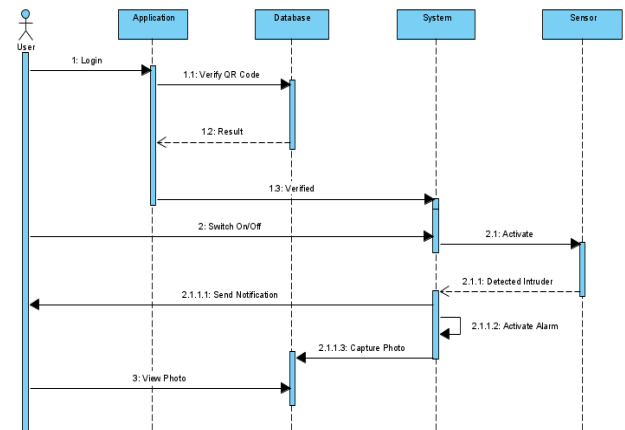 Application
Database
System
Sensor
User
1: Login
1.1: Verify QR Code
1.2: Result
1.3: Verified
2: Switch On/Off
2.1: Activate
2.1.1: Detected Intruder
2.1.1.1: Send Notification
2.1.1.2: Activate Alarm
2.1.1.3: Capture Photo
3: View Photo